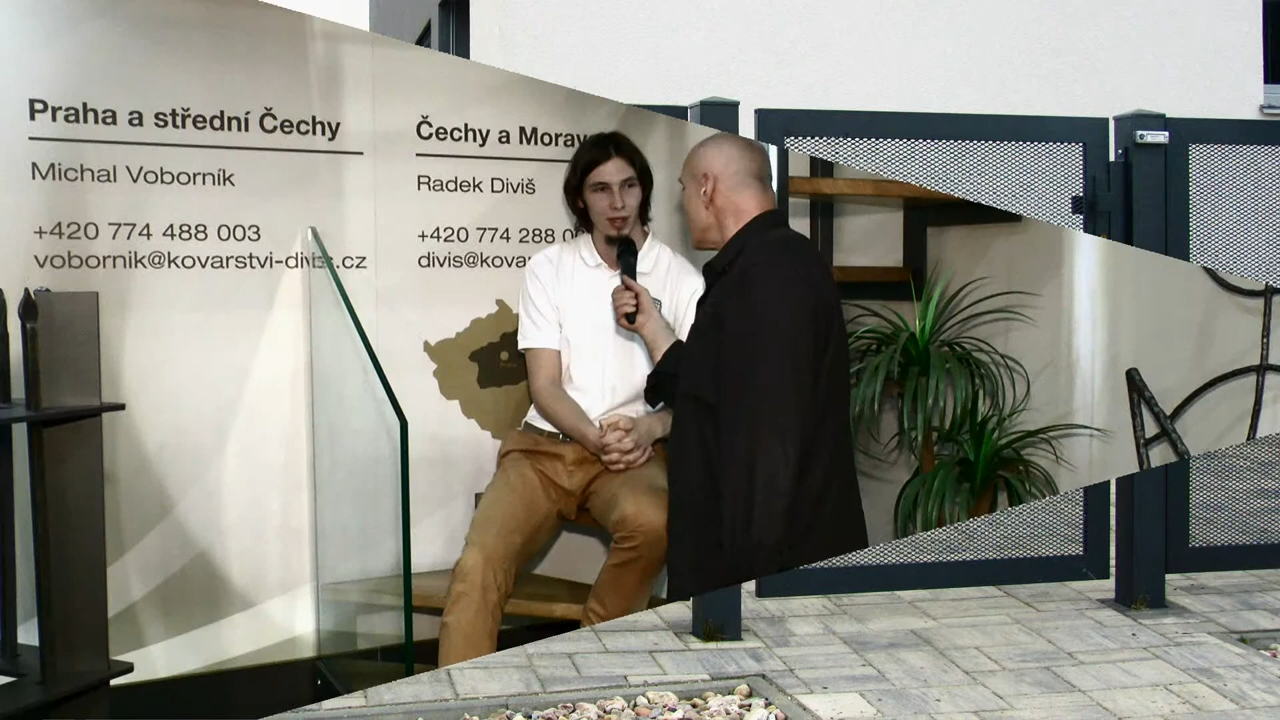 Praha a střední Čechy
Michal Voborník
+420 774 488 003
vobornik@kovarstvi-divis.cz
Čechy a Morav
Radek Diviš
+420 774 288 00
divis@kovar